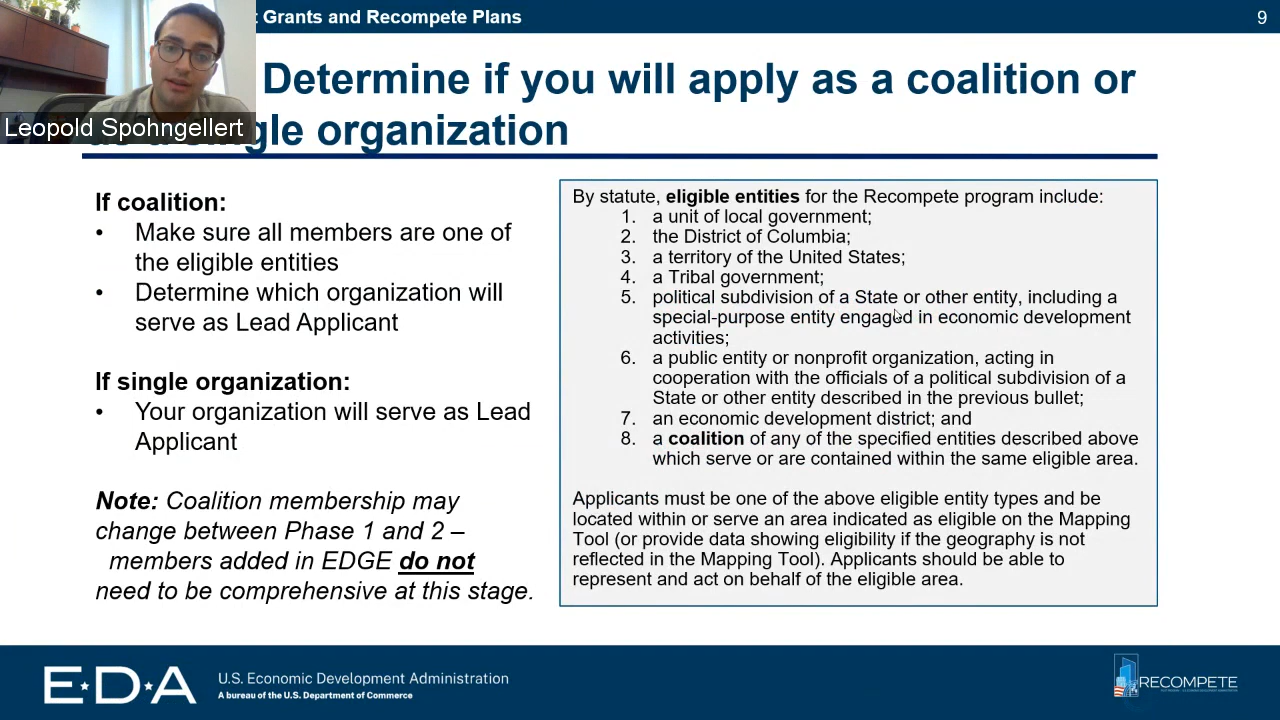 t Grants and Recompete Plans
9
Determine if you will apply as a coalition or
single organization
Leopold Spohngellert
If coalition:
• Make sure all members are one of
the eligible entities
• Determine which organization will
serve as Lead Applicant
If single organization:
• Your organization will serve as Lead
Applicant
Note: Coalition membership may
change between Phase 1 and 2 –
members added in EDGE do not
need to be comprehensive at this stage.
By statute, eligible entities for the Recompete program include:
1. a unit of local government;
2. the District of Columbia;
3. a territory of the United States;
4. a Tribal government;
5. political subdivision of a State or other entity, including a
special-purpose entity engaged in economic development
activities;
6. a public entity or nonprofit organization, acting in
cooperation with the officials of a political subdivision of a
State or other entity described in the previous bullet;
7. an economic development district; and
8. a coalition of any of the specified entities described above
which serve or are contained within the same eligible area.
Applicants must be one of the above eligible entity types and be
located within or serve an area indicated as eligible on the Mapping
Tool (or provide data showing eligibility if the geography is not
reflected in the Mapping Tool). Applicants should be able to
represent and act on behalf of the eligible area.
EDA
U.S. Economic Development Administration
A bureau of the U.S. Department of Commerce
RECOMPETE